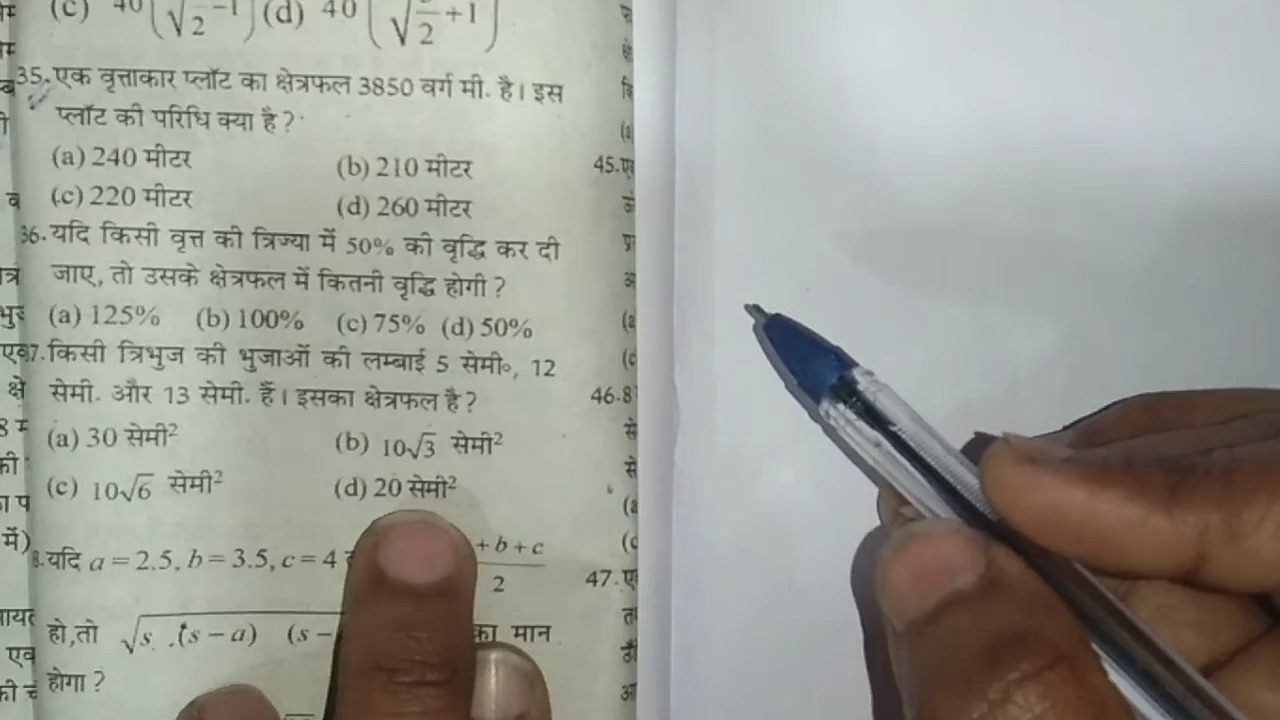 (c) 40(√2 -1) (d) 40(√2 +1)
35. एक वृत्ताकार प्लॉट का क्षेत्रफल 3850 वर्ग मी. है। इस
प्लॉट की परिधि क्या है?
(a) 240 मीटर (b) 210 मीटर
(c) 220 मीटर (d) 260 मीटर
36. यदि किसी वृत्त की त्रिज्या में 50% की वृद्धि कर दी
जाए, तो उसके क्षेत्रफल में कितनी वृद्धि होगी?
(a) 125% (b) 100% (c) 75% (d) 50%
7. किसी त्रिभुज की भुजाओं की लम्बाई 5 सेमी॰, 12
सेमी. और 13 सेमी. हैं। इसका क्षेत्रफल है?
(a) 30 सेमी² (b) 10√3 सेमी²
(c) 10√6 सेमी² (d) 20 सेमी²
8. यदि a = 2.5, b = 3.5, c = 4 + b + c
2
हो, तो √s.(s – a) (s – का मान
होगा?
45.
46. 8
47.